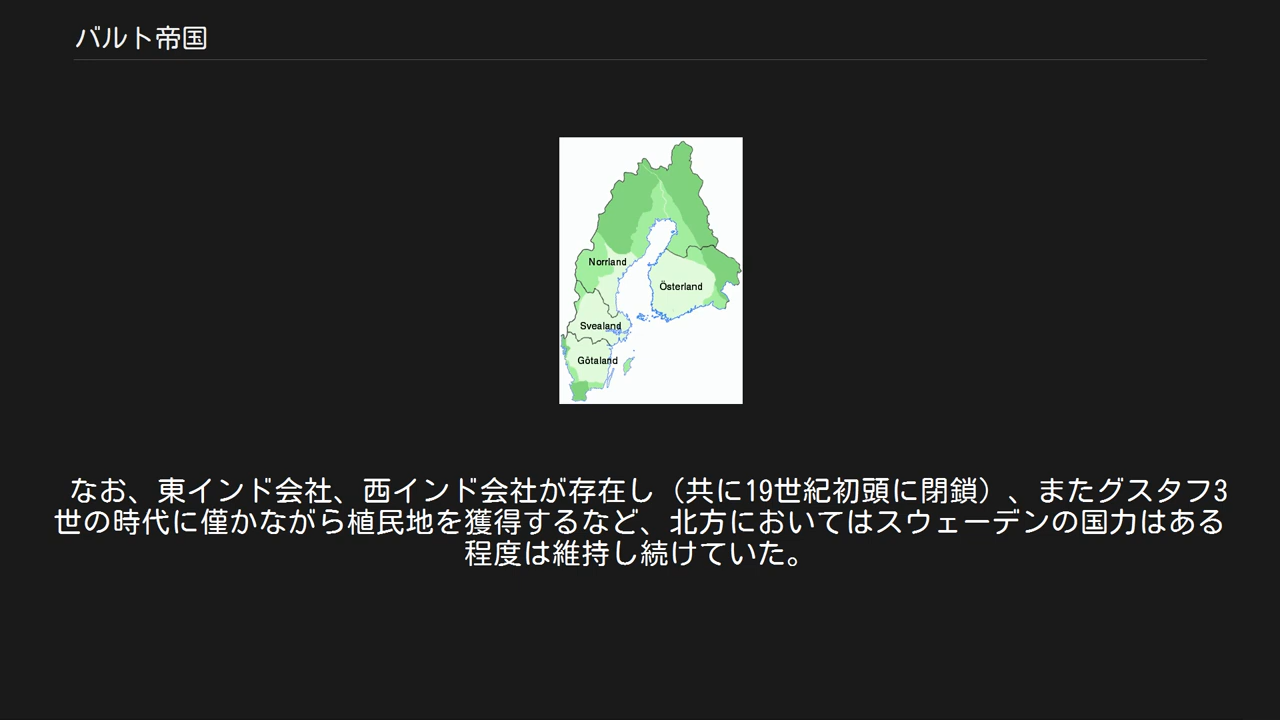 バルト帝国
Norrland
Österland
Svealand
Götaland
なお、東インド会社、西インド会社が存在し（共に19世紀初頭に閉鎖）、またグスタフ3
世の時代に僅かながら植民地を獲得するなど、北方においてはスウェーデンの国力はある
程度は維持し続けていた。